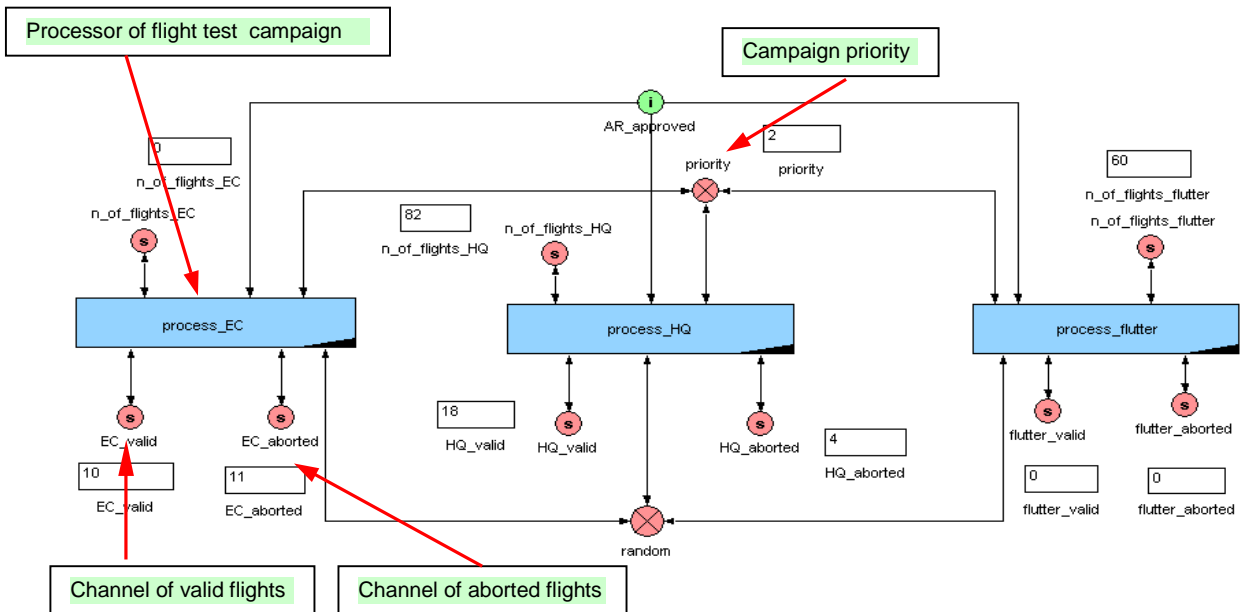 Processor of flight test campaign
Campaign priority
i
AR_approved
0
n_of_flights_EC
n_of_flights_EC
s
priority
2
priority
82
n_of_flights_HQ
n_of_flights_HQ
s
60
n_of_flights_flutter
n_of_flights_flutter
s
process_EC
process_HQ
process_flutter
s
EC_valid
10
EC_valid
s
EC_aborted
11
EC_aborted
18
HQ_valid
s
HQ_valid
s
HQ_aborted
4
HQ_aborted
s
flutter_valid
0
flutter_valid
s
flutter_aborted
0
flutter_aborted
random
Channel of valid flights
Channel of aborted flights